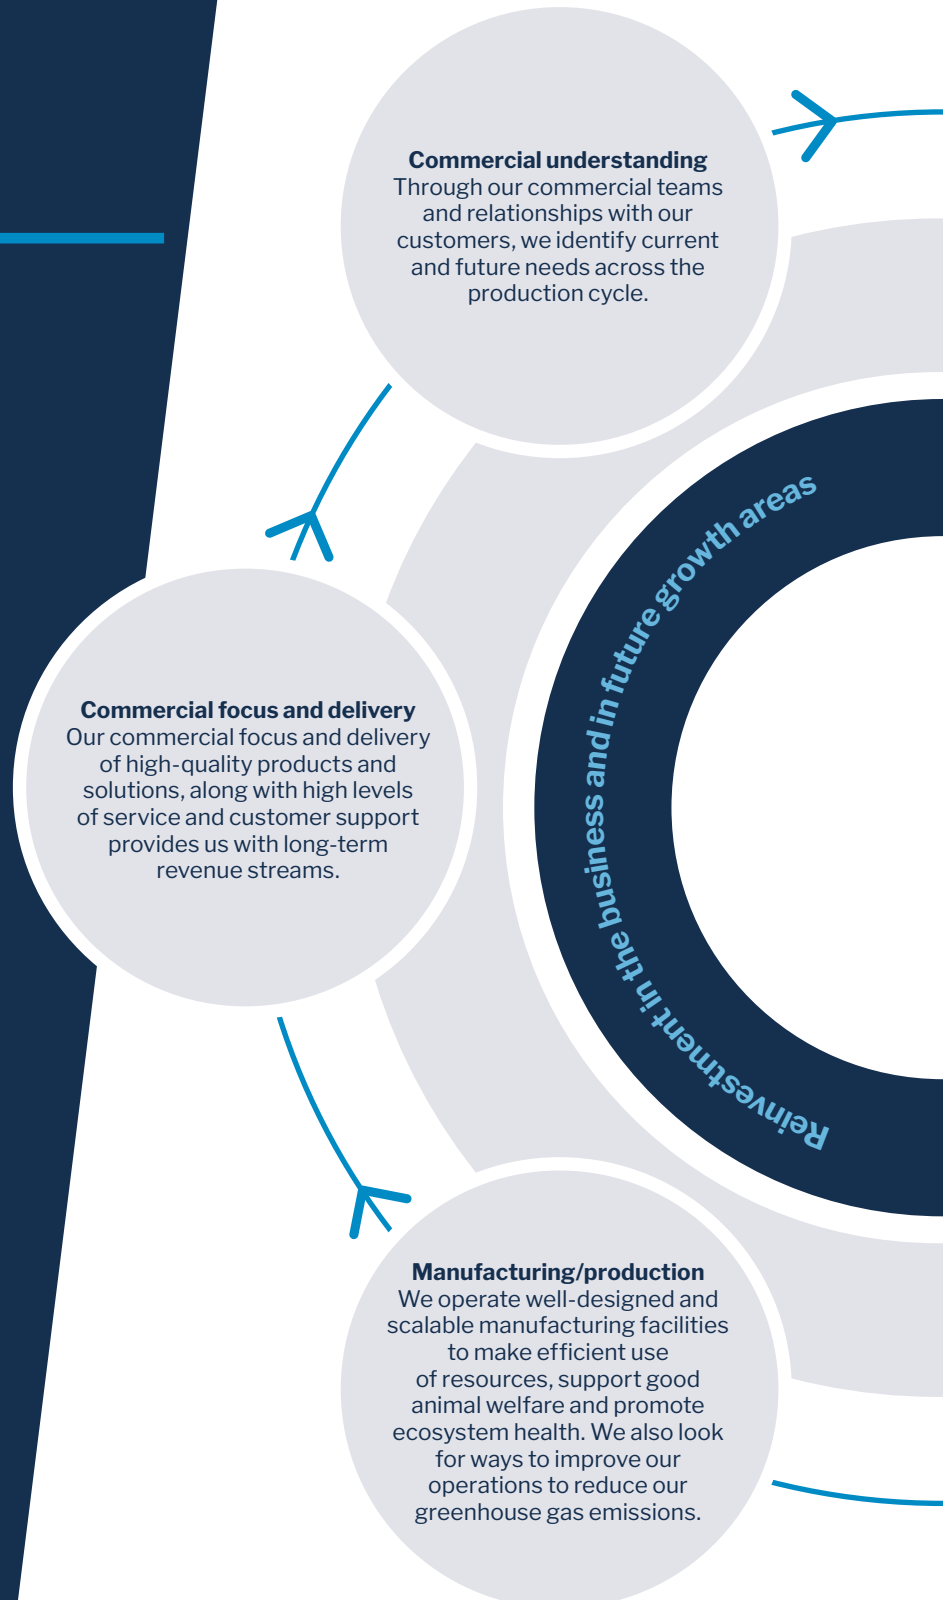 Commercial understanding
Through our commercial teams
and relationships with our
customers, we identify current
and future needs across the
production cycle.
Commercial focus and delivery
Our commercial focus and delivery
of high-quality products and
solutions, along with high levels
of service and customer support
provides us with long-term
revenue streams.
Reinvestment in the business and in future growth areas
Manufacturing/production
We operate well-designed and
scalable manufacturing facilities
to make efficient use
of resources, support good
animal welfare and promote
ecosystem health. We also look
for ways to improve our
operations to reduce our
greenhouse gas emissions.